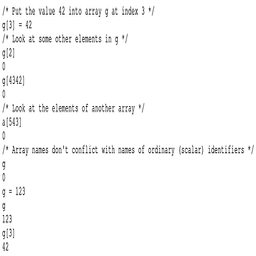 /* Put the value 42 into array g at index 3 */
g[3] = 42
/* Look at some other elements in g */
g[2]
0
g[4342]
0
/* Look at the elements of another array */
a[543]
0
/* Array names don't conflict with names of ordinary (scalar) identifiers */
g
0
g = 123
g
123
g[3]
42